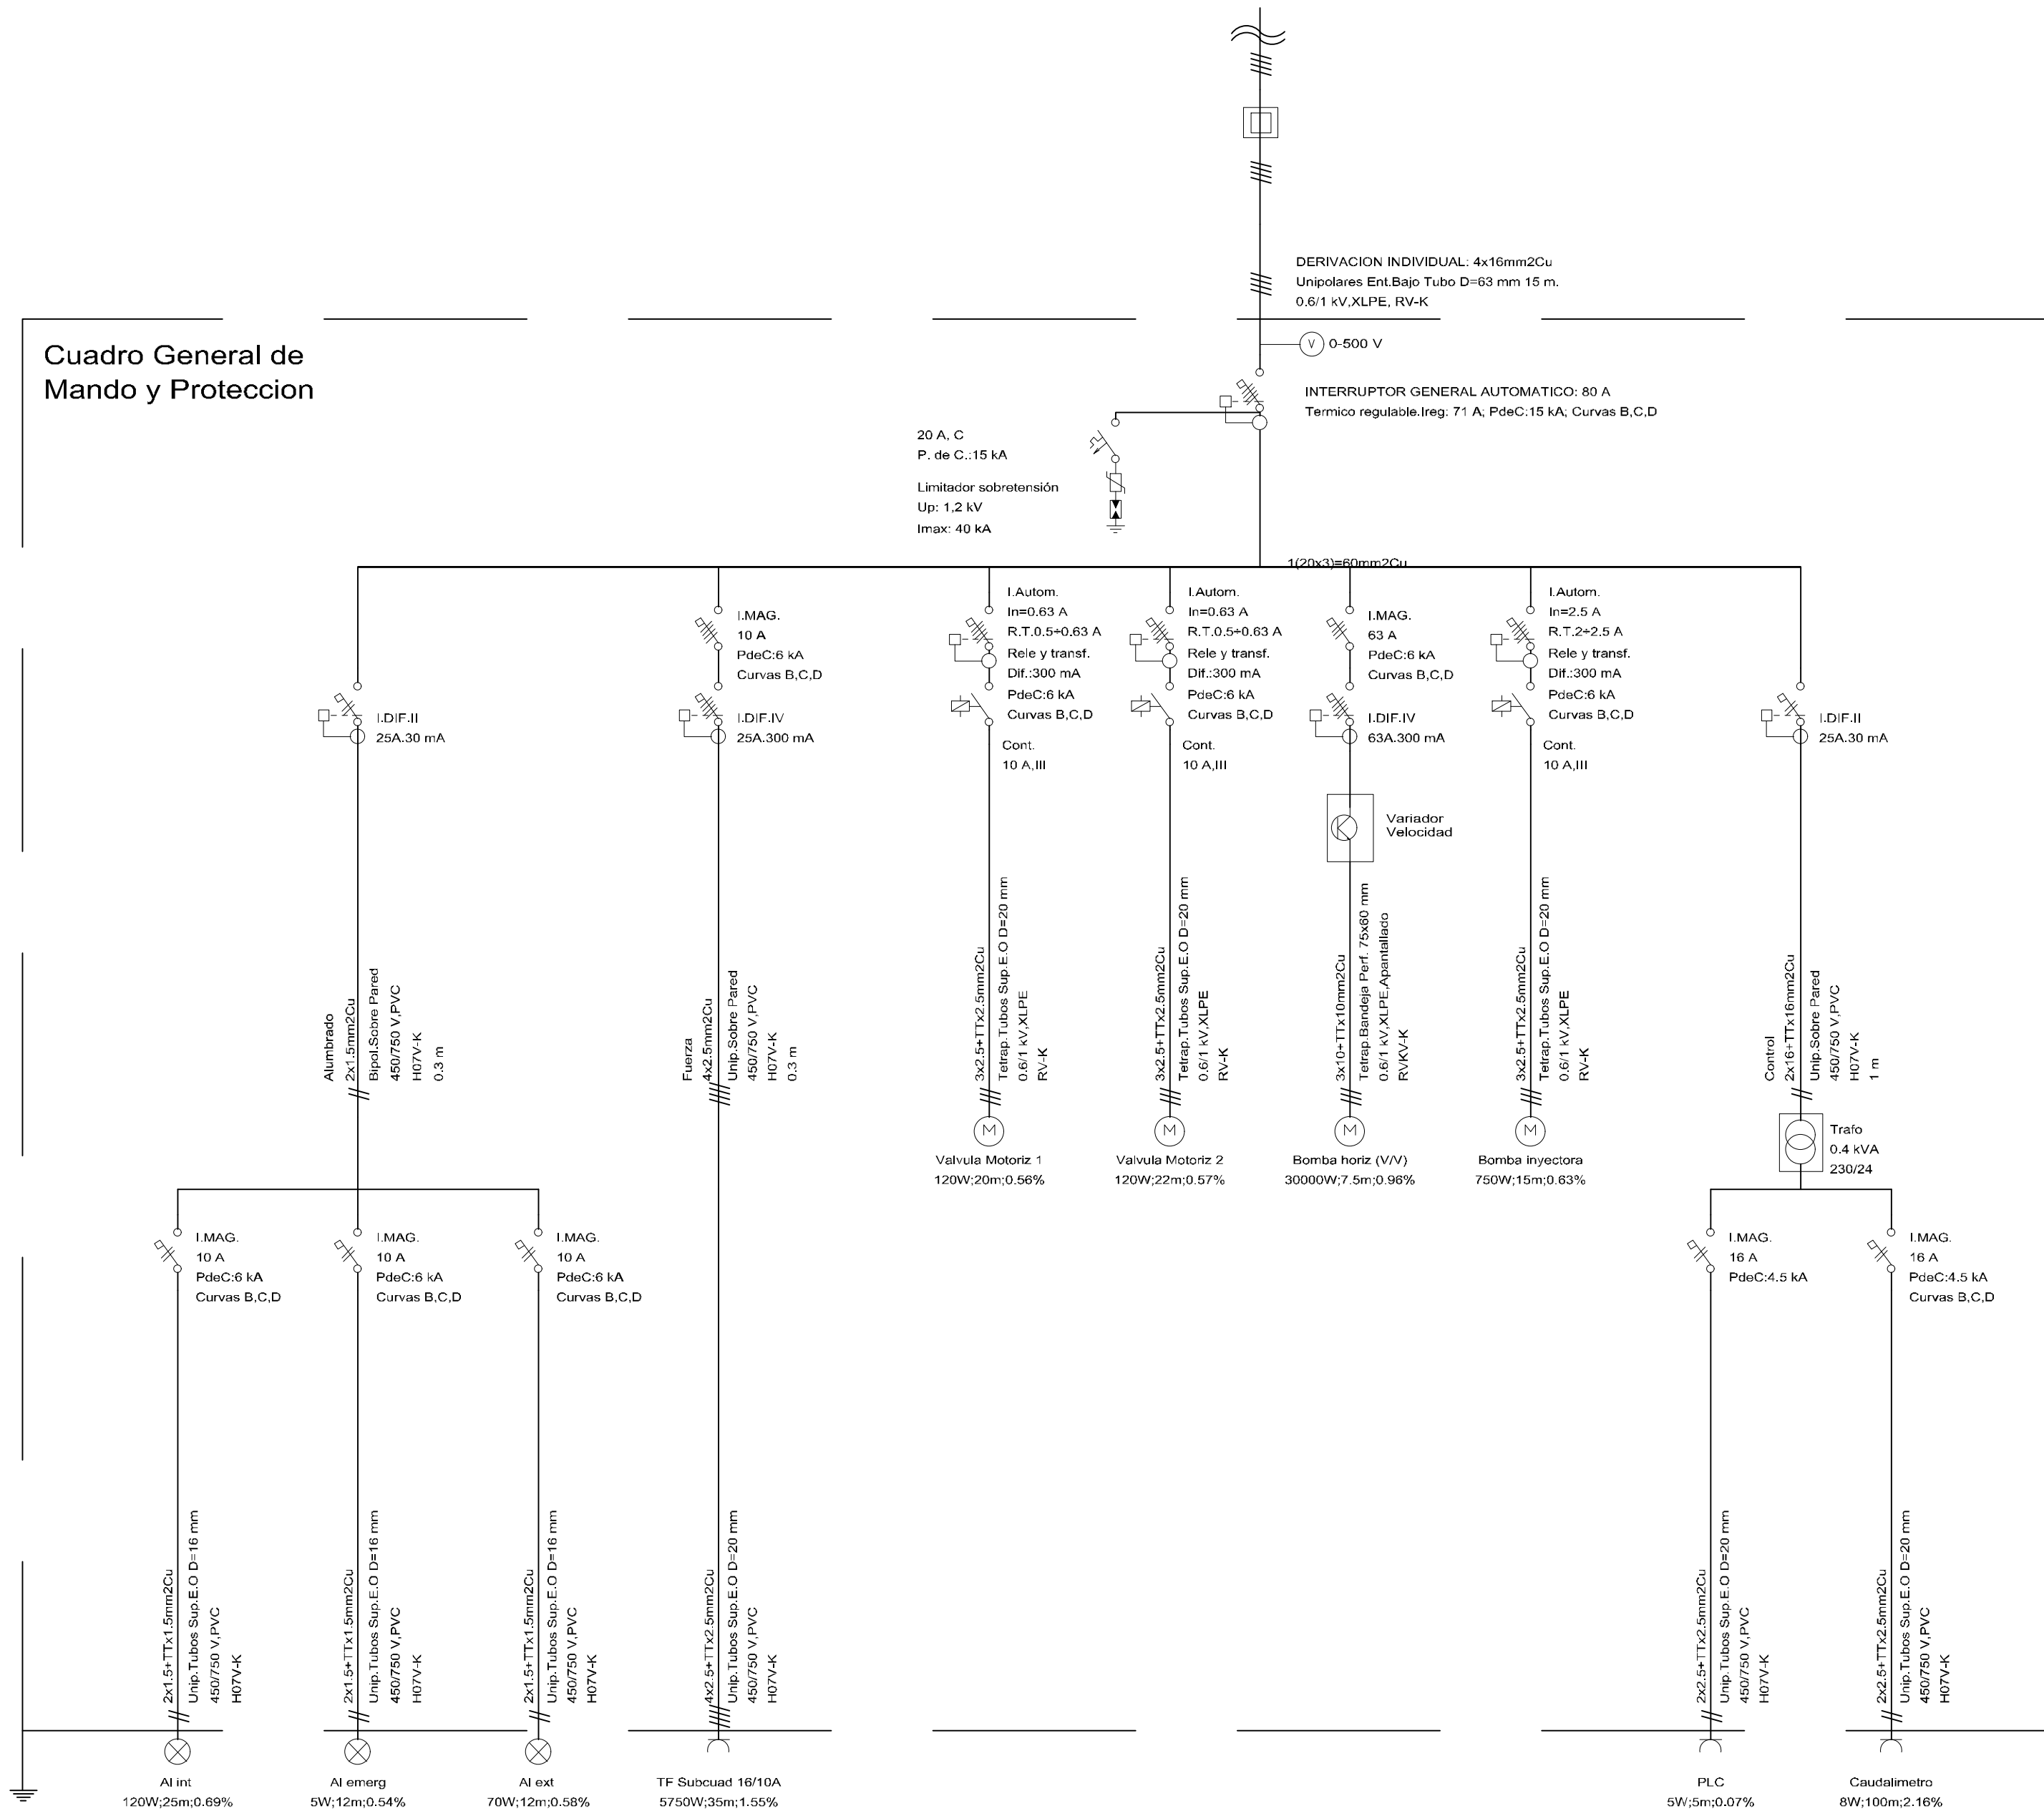 DERIVACION INDIVIDUAL: 4x16mm2Cu
Unipolares Ent.Bajo Tubo D=63 mm 15 m.
0.6/1 kV,XLPE, RV-K
Cuadro General de
Mando y Proteccion
V
0-500 V
INTERRUPTOR GENERAL AUTOMATICO: 80 A
Termico regulable.Ireg: 71 A; PdeC:15 kA; Curvas B,C,D
20 A, C
P. de C.:15 kA
Limitador sobretensión
Up: 1,2 kV
Imax: 40 kA
1(20x3)=60mm2Cu
I.DIF.II
25A.30 mA
I.MAG.
10 A
PdeC:6 kA
Curvas B,C,D
I.DIF.IV
25A.300 mA
I.Autom.
In=0.63 A
R.T.0.5÷0.63 A
Rele y transf.
Dif.:300 mA
PdeC:6 kA
Curvas B,C,D
Cont.
10 A,III
I.Autom.
In=0.63 A
R.T.0.5÷0.63 A
Rele y transf.
Dif.:300 mA
PdeC:6 kA
Curvas B,C,D
Cont.
10 A,III
I.MAG.
63 A
PdeC:6 kA
Curvas B,C,D
I.DIF.IV
63A.300 mA
Variador
Velocidad
I.Autom.
In=2.5 A
R.T.2÷2.5 A
Rele y transf.
Dif.:300 mA
PdeC:6 kA
Curvas B,C,D
Cont.
10 A,III
I.DIF.II
25A.30 mA
Alumbrado
2x1.5mm2Cu
Bipol.Sobre Pared
450/750 V,PVC
H07V-K
0.3 m
Fuerza
4x2.5mm2Cu
Unip.Sobre Pared
450/750 V,PVC
H07V-K
0.3 m
3x2.5+TTx2.5mm2Cu
Tetrap.Tubos Sup.E.O D=20 mm
0.6/1 kV,XLPE
RV-K
3x2.5+TTx2.5mm2Cu
Tetrap.Tubos Sup.E.O D=20 mm
0.6/1 kV,XLPE
RV-K
3x10+TTx10mm2Cu
Tetrap.Bandeja Perf. 75x60 mm
0.6/1 kV,XLPE,Apantallado
RV/KV-K
3x2.5+TTx2.5mm2Cu
Tetrap.Tubos Sup.E.O D=20 mm
0.6/1 kV,XLPE
RV-K
Control
2x16+TTx16mm2Cu
Unip.Sobre Pared
450/750 V,PVC
H07V-K
1 m
M
Valvula Motoriz 1
120W;20m;0.56%
M
Valvula Motoriz 2
120W;22m;0.57%
M
Bomba horiz (V/V)
30000W;7.5m;0.96%
M
Bomba inyectora
750W;15m;0.63%
Trafo
0.4 kVA
230/24
I.MAG.
10 A
PdeC:6 kA
Curvas B,C,D
I.MAG.
10 A
PdeC:6 kA
Curvas B,C,D
I.MAG.
10 A
PdeC:6 kA
Curvas B,C,D
I.MAG.
16 A
PdeC:4.5 kA
I.MAG.
16 A
PdeC:4.5 kA
Curvas B,C,D
2x1.5+TTx1.5mm2Cu
Unip.Tubos Sup.E.O D=16 mm
450/750 V,PVC
H07V-K
2x1.5+TTx1.5mm2Cu
Unip.Tubos Sup.E.O D=16 mm
450/750 V,PVC
H07V-K
2x1.5+TTx1.5mm2Cu
Unip.Tubos Sup.E.O D=16 mm
450/750 V,PVC
H07V-K
4x2.5+TTx2.5mm2Cu
Unip.Tubos Sup.E.O D=20 mm
450/750 V,PVC
H07V-K
2x2.5+TTx2.5mm2Cu
Unip.Tubos Sup.E.O D=20 mm
450/750 V,PVC
H07V-K
2x2.5+TTx2.5mm2Cu
Unip.Tubos Sup.E.O D=20 mm
450/750 V,PVC
H07V-K
Al int
120W;25m;0.69%
Al emerg
5W;12m;0.54%
Al ext
70W;12m;0.58%
TF Subcuad 16/10A
5750W;35m;1.55%
PLC
5W;5m;0.07%
Caudalimetro
8W;100m;2.16%